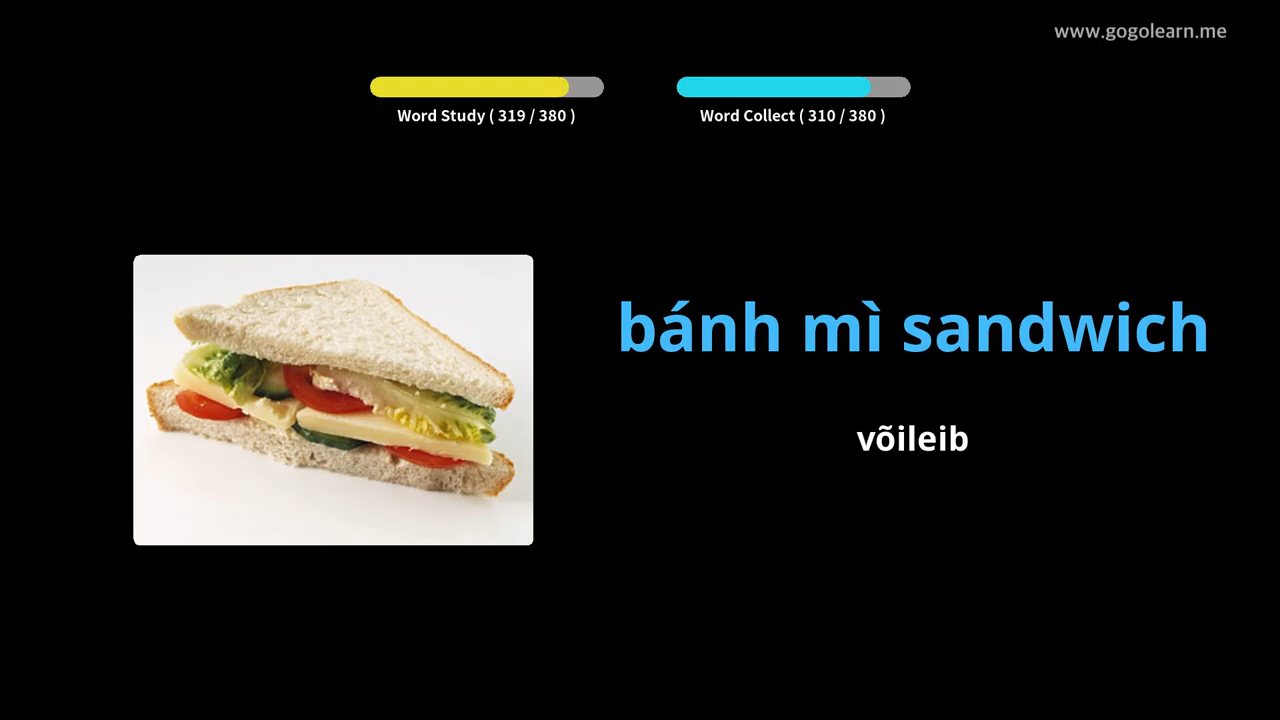 www.gogolearn.me
Word Study ( 319 / 380 )
Word Collect ( 310 / 380 )
bánh mì sandwich
võileib